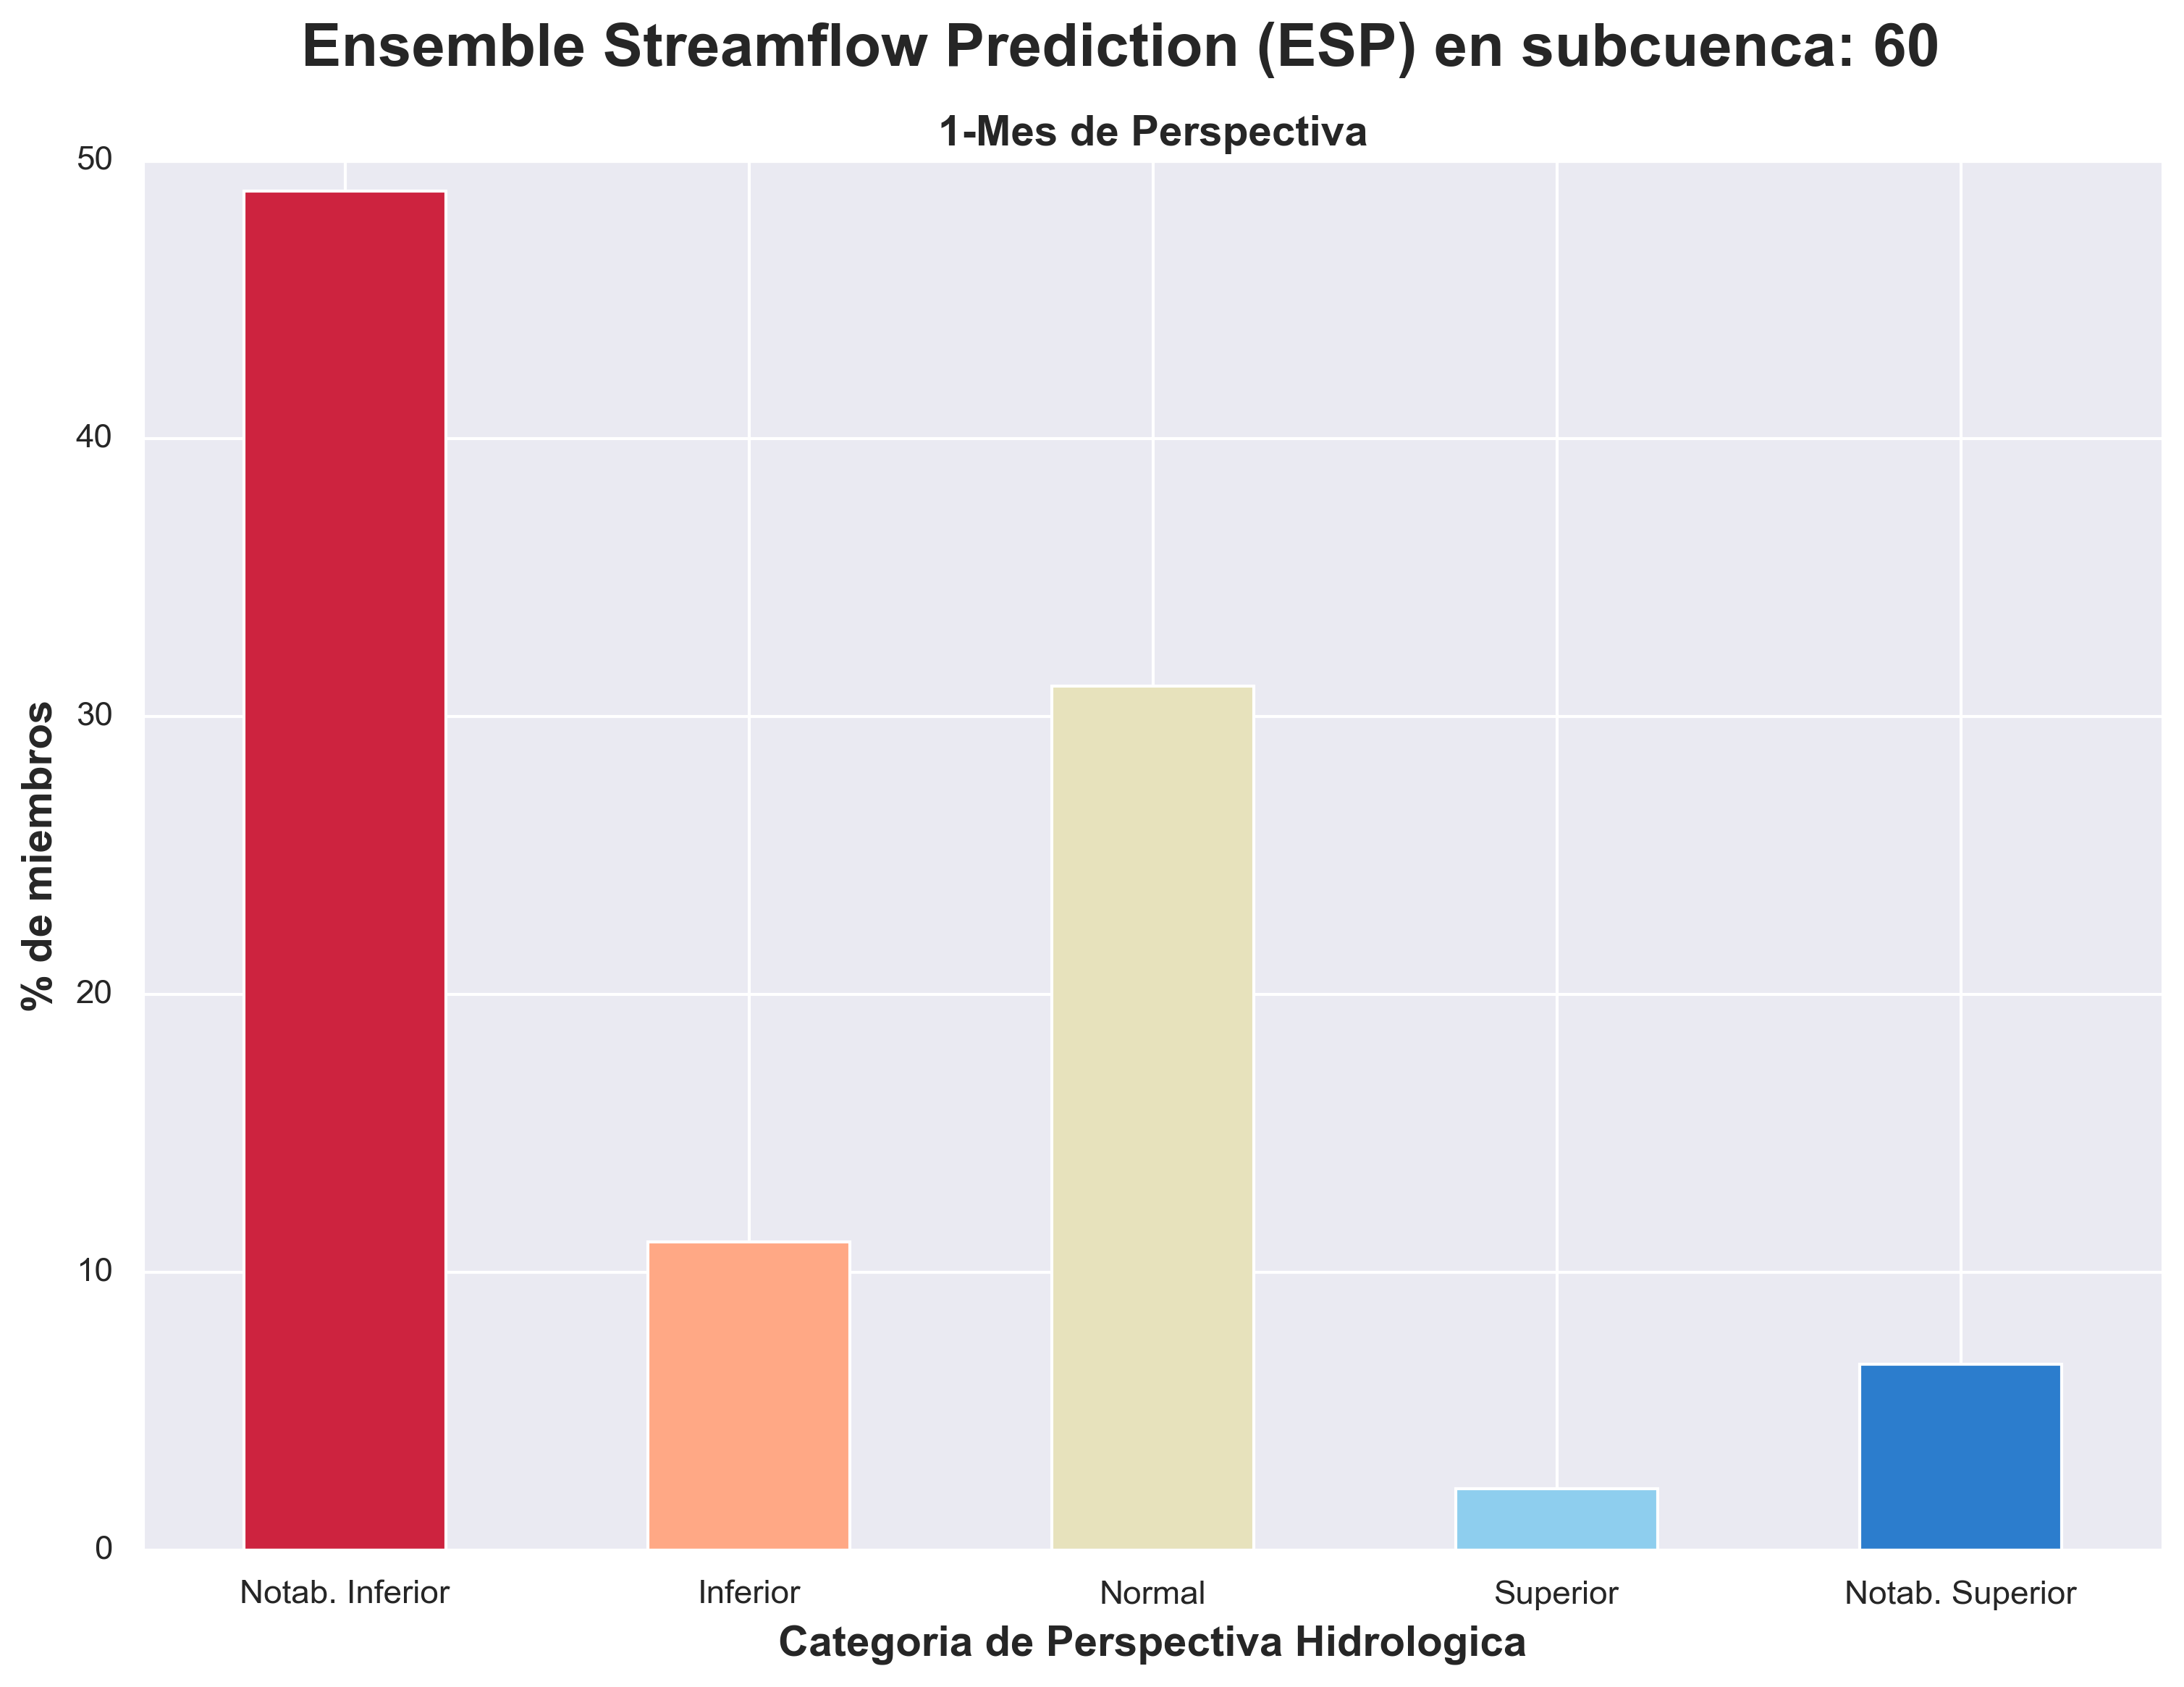 Ensemble Streamflow Prediction (ESP) en subcuenca: 60
1-Mes de Perspectiva
50
40
30
20
10
0
% de miembros
Notab. Inferior
Inferior
Normal
Superior
Notab. Superior
Categoria de Perspectiva Hidrologica